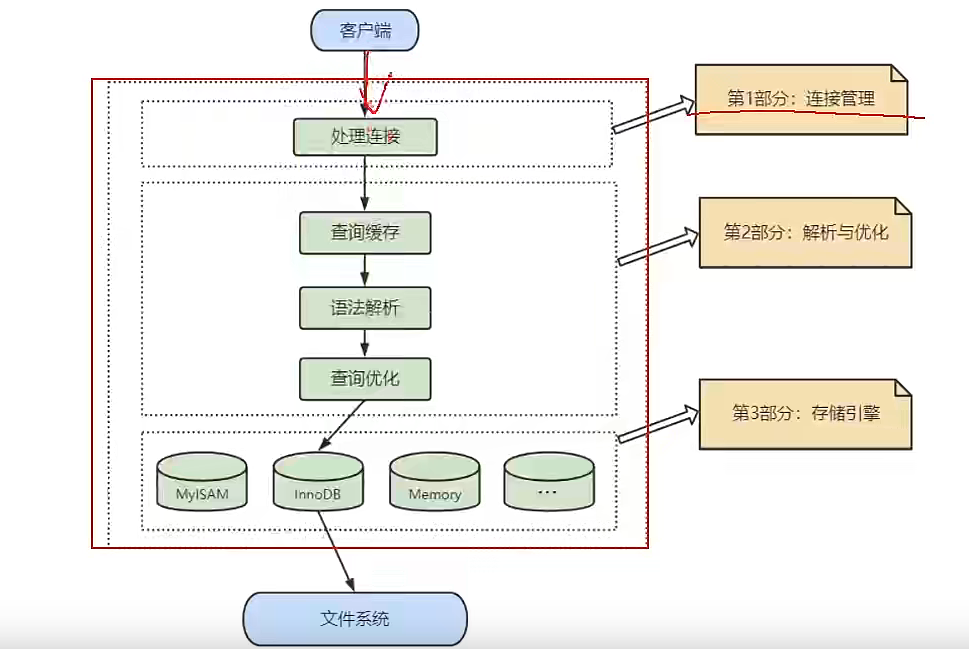 客户端
处理连接
第1部分：连接管理
查询缓存
第2部分：解析与优化
语法解析
查询优化
第3部分：存储引擎
MyISAM
InnoDB
Memory
...
文件系统